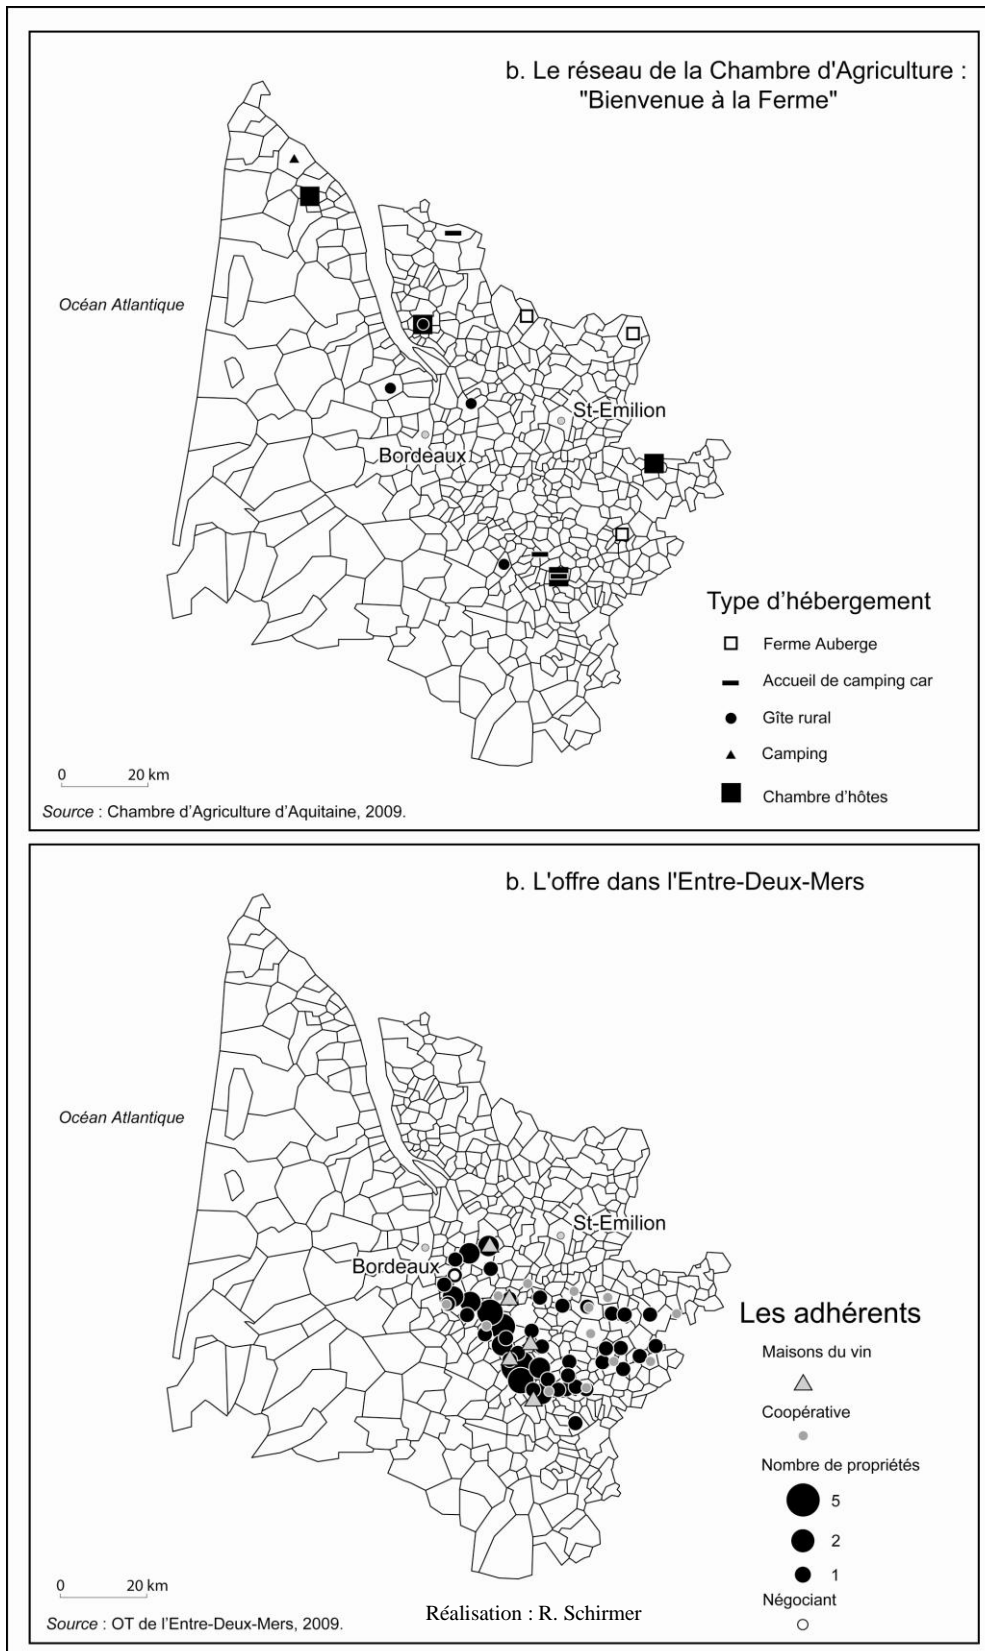 b. Le réseau de la Chambre d'Agriculture :
"Bienvenue à la Ferme"
Océan Atlantique
St-Emilion
Bordeaux
Type d'hébergement
Ferme Auberge
Accueil de camping car
Gîte rural
Camping
Chambre d'hôtes
0 20 km
Source : Chambre d'Agriculture d'Aquitaine, 2009.
b. L'offre dans l'Entre-Deux-Mers
Océan Atlantique
St-Emilion
Bordeaux
Les adhérents
Maisons du vin
Coopérative
Nombre de propriétés
5
2
1
Négociant
0 20 km
Source : OT de l'Entre-Deux-Mers, 2009.
Réalisation : R. Schirmer